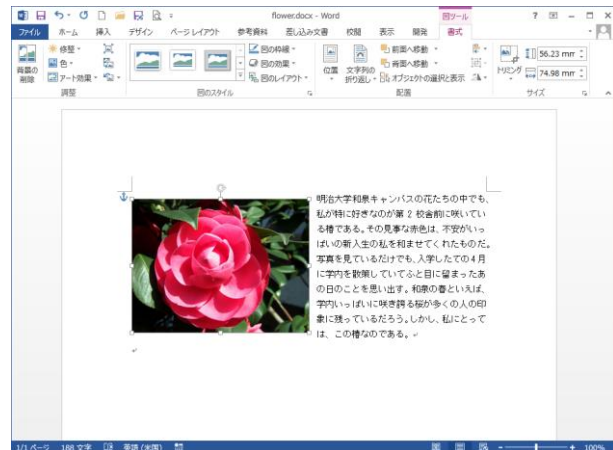 flower.docx - Word
図ツール
ファイル ホーム 挿入 デザイン ページ レイアウト 参考資料 差し込み文書 校閲 表示 開発 書式
背景の削除
修整
色
アート効果
調整
図の枠線
図の効果
図のレイアウト
図のスタイル
位置
文字列の折り返し
前面へ移動
背面へ移動
オブジェクトの選択と表示
配置
トリミング
56.23 mm
74.98 mm
サイズ
明治大学和泉キャンパスの花たちの中でも、
私が特に好きなのが第 2 校舎前に咲いてい
る椿である。その見事な赤色は、不安がいっ
ぱいの新入生の私を和ませてくれたものだ。
写真を見ているだけでも、入学したての4月
に学内を散策していてふと目に留まったあ
の日のことを思い出す。和泉の春といえば、
学内いっぱいに咲き誇る桜が多くの人の印
象に残っているだろう。しかし、私にとって
は、この椿なのである。
1/1 ページ 188 文字 英語 (米国) 100%